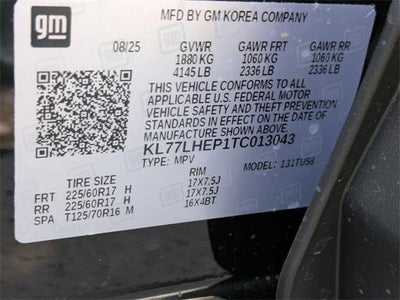 gm
MFD BY GM KOREA COMPANY
08/25 GVWR GAWR FRT GAWR RR
1880 KG 1060 KG 1060 KG
4145 LB 2336 LB 2336 LB
THIS VEHICLE CONFORMS TO ALL
APPLICABLE U.S. FEDERAL MOTOR
VEHICLE SAFETY AND THEFT PREVENTION
STANDARDS IN EFFECT ON THE DATE OF
MANUFACTURE SHOWN ABOVE.
KL77LHEP1TC013043
TYPE: MPV MODEL: 131TU58
TIRE SIZE RIM
FRT 225/60R17 H 17X7.5J
RR 225/60R17 H 17X7.5J
SPA T125/70R16 M 16X4BT